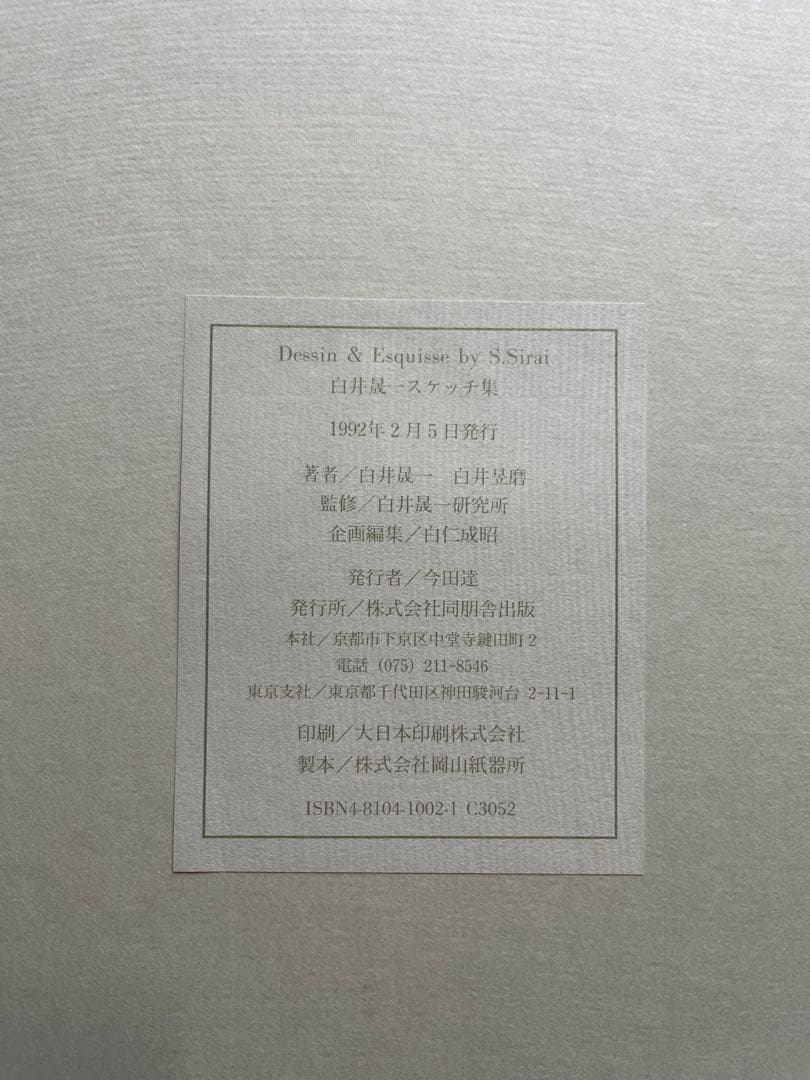 Dessin & Esquisse by S.Sirai
白井晟一スケッチ集
1992年2月5日発行
著者／白井晟一　白井昱磨
監修／白井晟一研究所
企画編集／白仁成昭
発行者／今田達
発行所／株式会社同朋舎出版
本社／京都市下京区中堂寺鍵田町2
電話 (075) 211-8546
東京支社／東京都千代田区神田駿河台 2-11-1
印刷／大日本印刷株式会社
製本／株式会社岡山紙器所
ISBN4-8104-1002-1 C3052